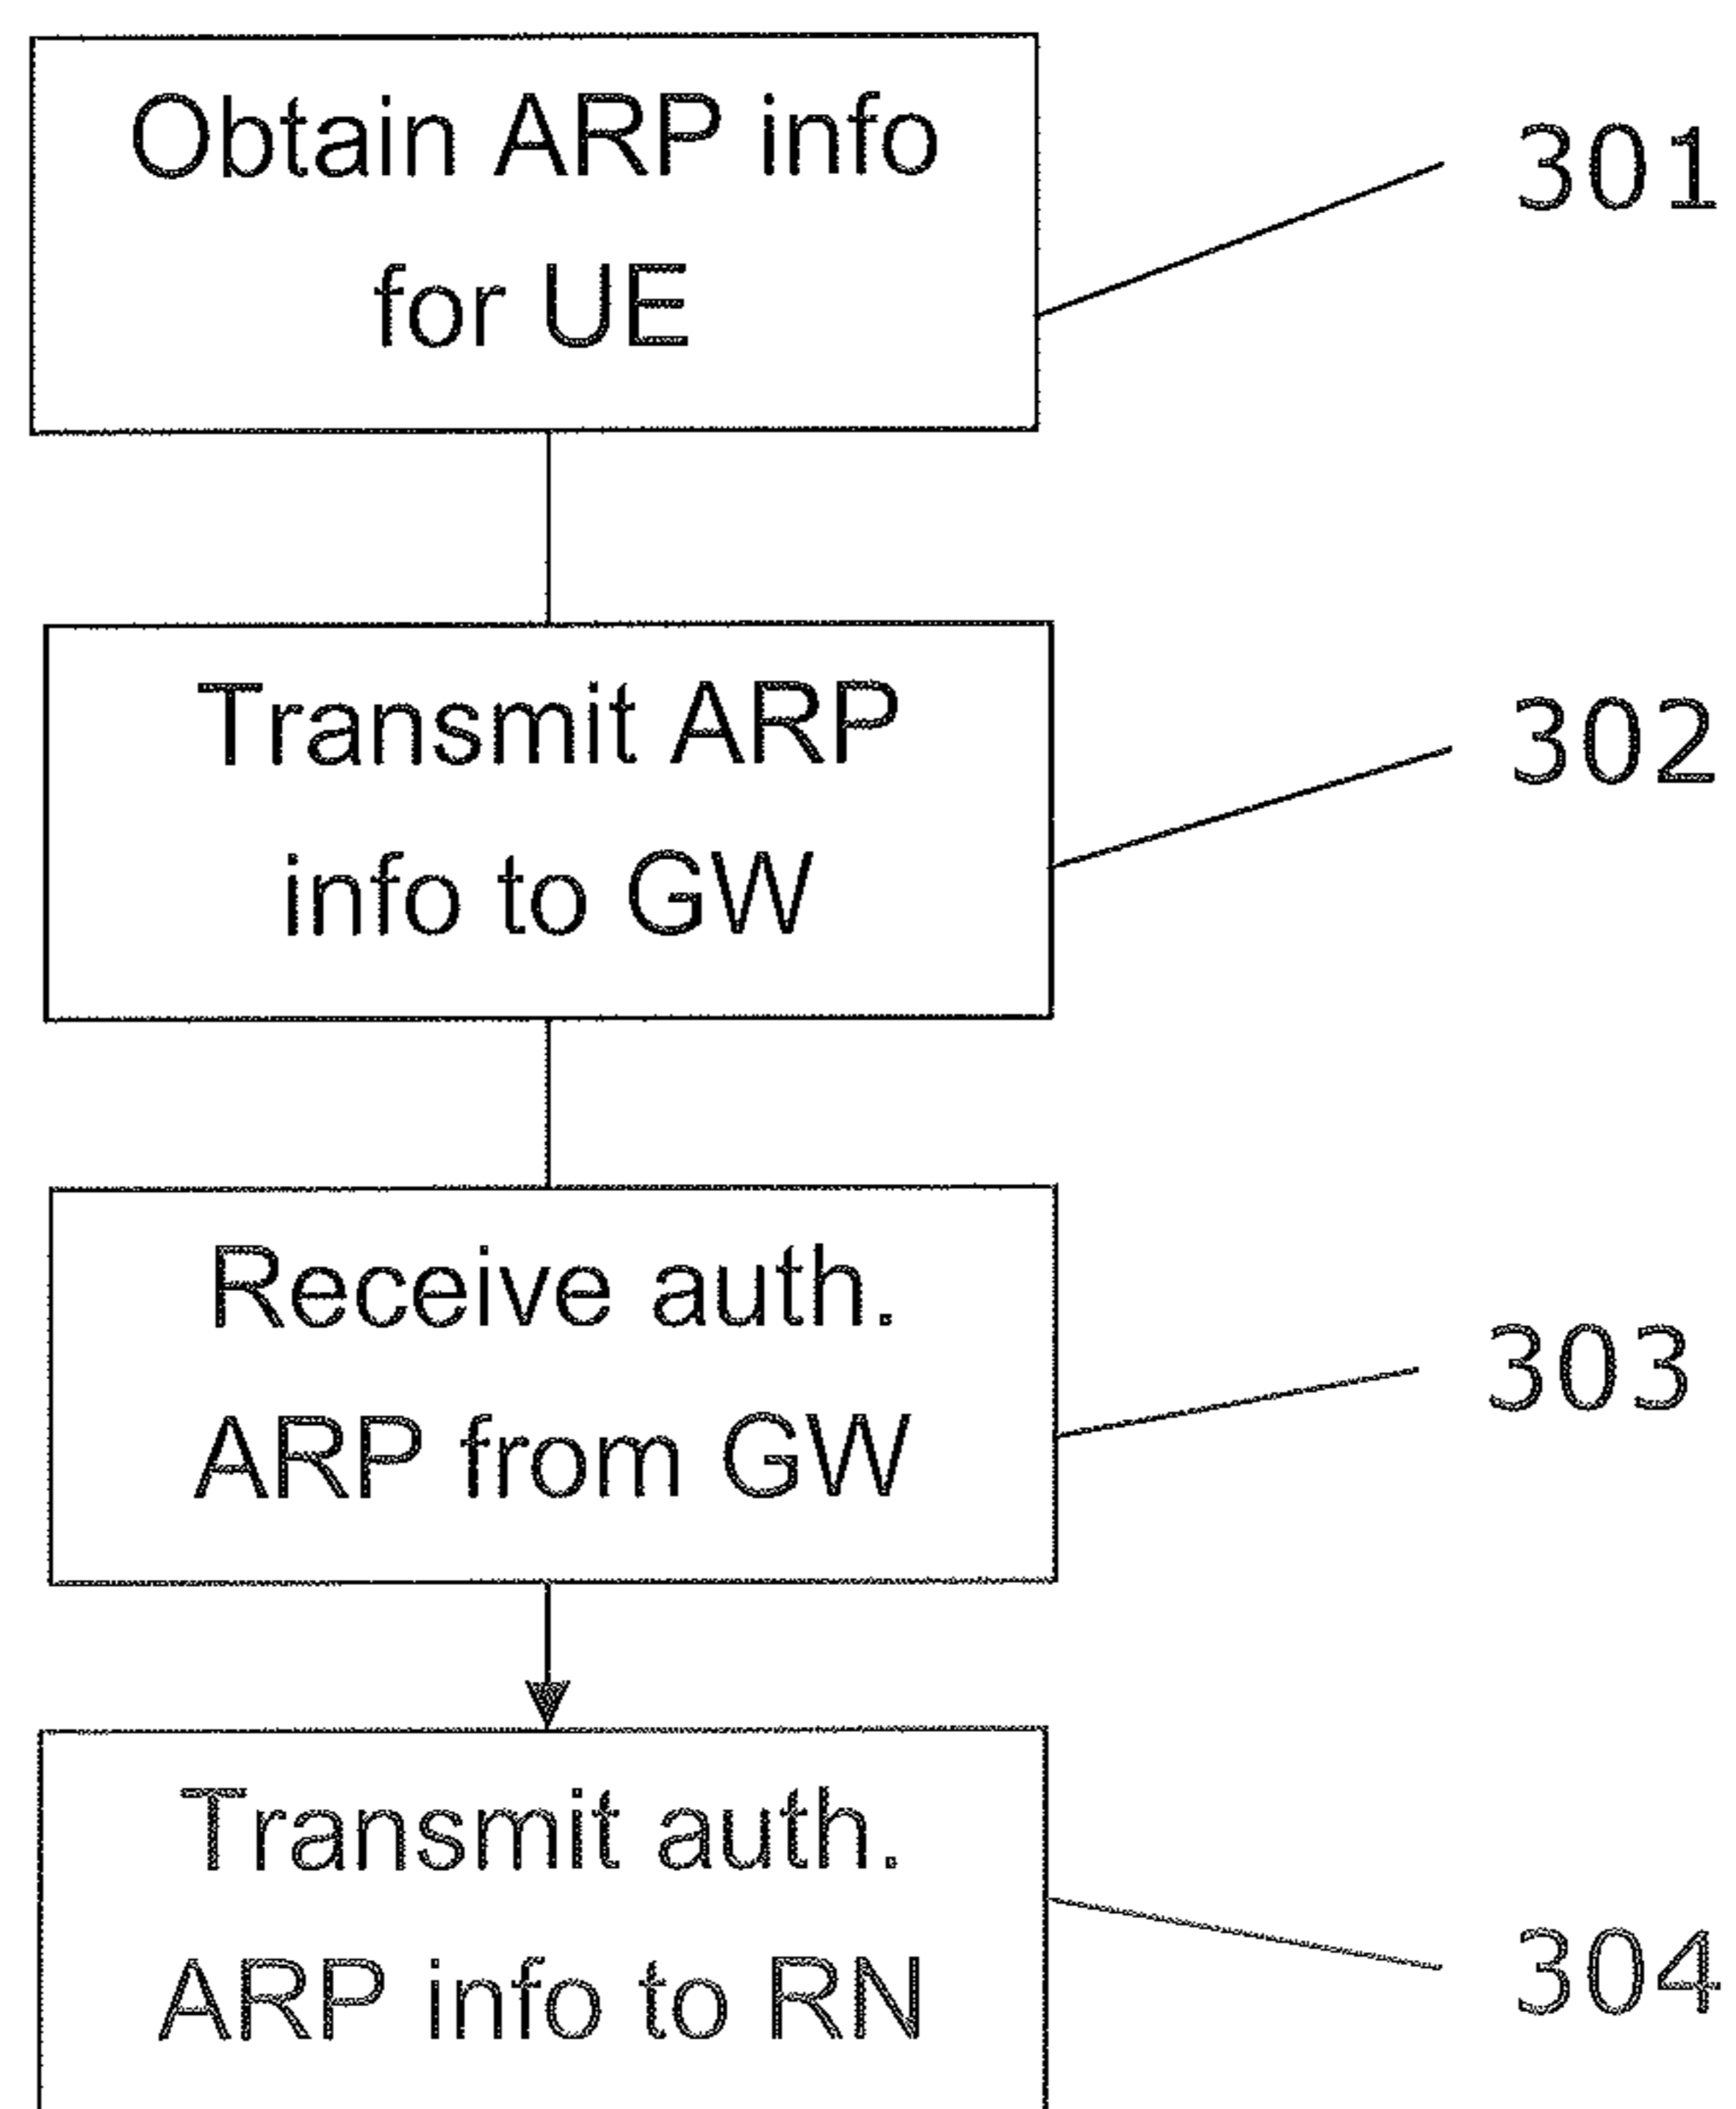 Obtain ARP info
for UE
301
Transmit ARP
info to GW
302
Receive auth.
ARP from GW
303
Transmit auth.
ARP info to RN
304